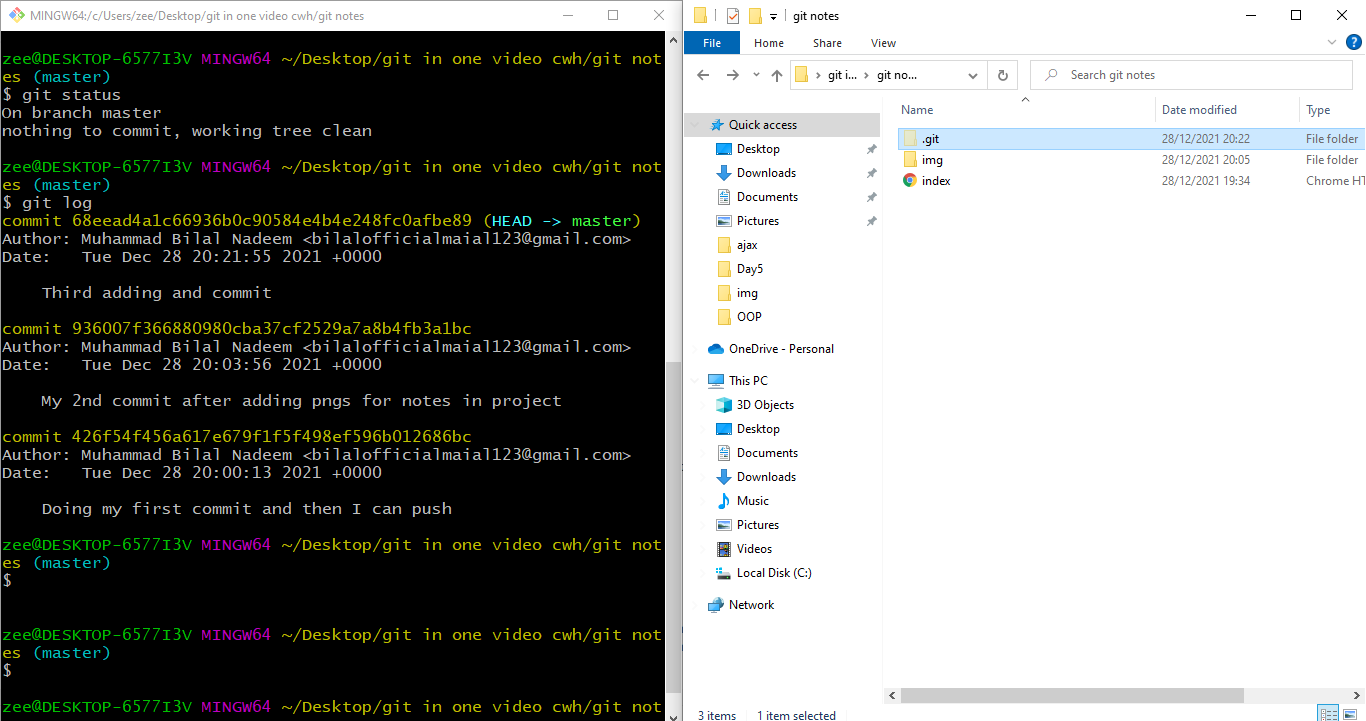 MINGW64:/c/Users/zee/Desktop/git in one video cwh/git notes
zee@DESKTOP-6577I3V MINGW64 ~/Desktop/git in one video cwh/git not
es (master)
$ git status
On branch master
nothing to commit, working tree clean
zee@DESKTOP-6577I3V MINGW64 ~/Desktop/git in one video cwh/git not
es (master)
$ git log
commit 68eead4a1c66936b0c90584e4b4e248fc0afbe89 (HEAD -> master)
Author: Muhammad Bilal Nadeem <bilalofficialmaial123@gmail.com>
Date:   Tue Dec 28 20:21:55 2021 +0000
Third adding and commit
commit 936007f366880980cba37cf2529a7a8b4fb3a1bc
Author: Muhammad Bilal Nadeem <bilalofficialmaial123@gmail.com>
Date:   Tue Dec 28 20:03:56 2021 +0000
My 2nd commit after adding pngs for notes in project
commit 426f54f456a617e679f1f5f498ef596b012686bc
Author: Muhammad Bilal Nadeem <bilalofficialmaial123@gmail.com>
Date:   Tue Dec 28 20:00:13 2021 +0000
Doing my first commit and then I can push
zee@DESKTOP-6577I3V MINGW64 ~/Desktop/git in one video cwh/git not
es (master)
$
zee@DESKTOP-6577I3V MINGW64 ~/Desktop/git in one video cwh/git not
es (master)
$
zee@DESKTOP-6577I3V MINGW64 ~/Desktop/git in one video cwh/git not
git notes
File Home Share View
git i... git no...
Search git notes
Quick access
Desktop
Downloads
Documents
Pictures
ajax
Day5
img
OOP
OneDrive - Personal
This PC
3D Objects
Desktop
Documents
Downloads
Music
Pictures
Videos
Local Disk (C:)
Network
Name Date modified Type
.git 28/12/2021 20:22 File folder
img 28/12/2021 20:05 File folder
index 28/12/2021 19:34 Chrome HT
3 items 1 item selected